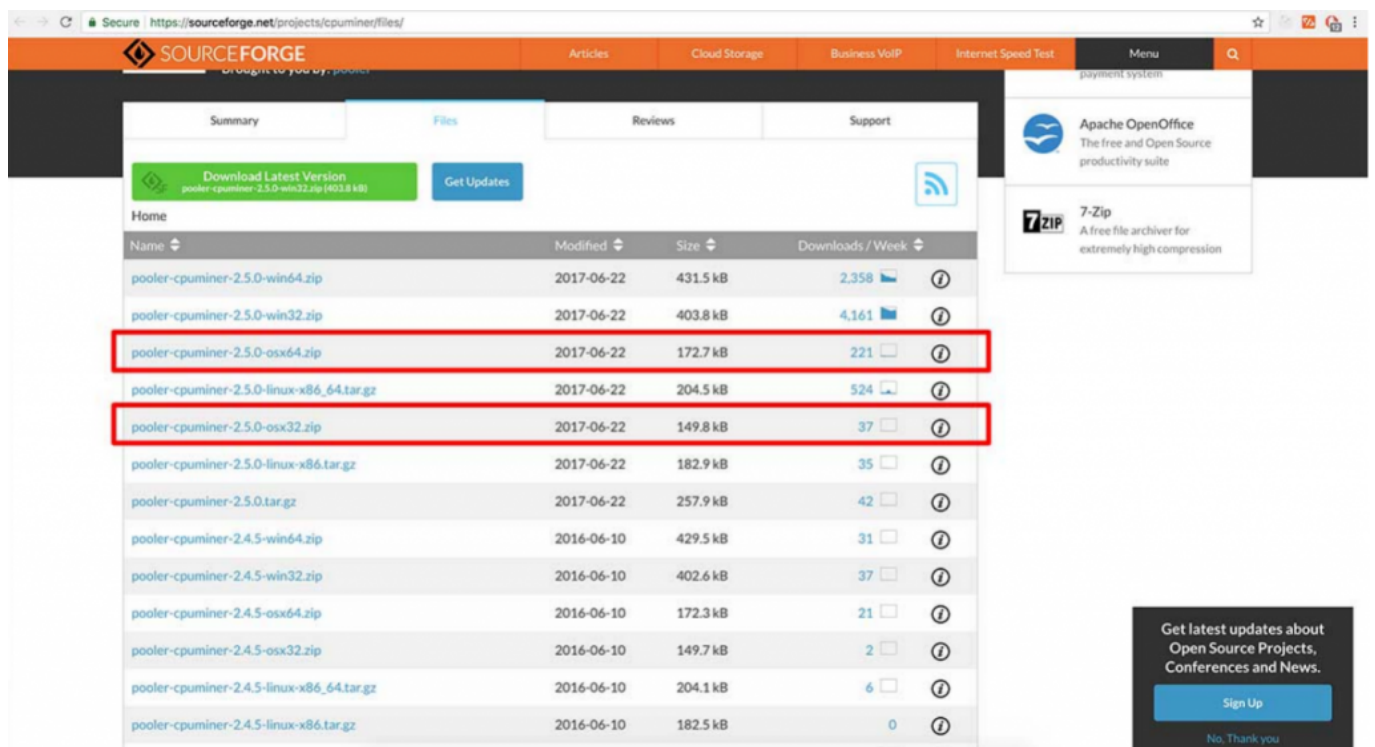 Secure https://sourceforge.net/projects/cpuminer/files/
SOURCEFORGE Articles Cloud Storage Business VoIP Internet Speed Test Menu
Brought to you by: pooler
payment system
Summary Files Reviews Support
Apache OpenOffice
The free and Open Source
productivity suite
Download Latest Version
pooler-cpuminer-2.5.0-win32.zip (403.8 kB)
Get Updates
Home
7ZIP
7-Zip
A free file archiver for
extremely high compression
Name Modified Size Downloads / Week
pooler-cpuminer-2.5.0-win64.zip 2017-06-22 431.5 kB 2,358
pooler-cpuminer-2.5.0-win32.zip 2017-06-22 403.8 kB 4,161
pooler-cpuminer-2.5.0-osx64.zip 2017-06-22 172.7 kB 221
pooler-cpuminer-2.5.0-linux-x86_64.tar.gz 2017-06-22 204.5 kB 524
pooler-cpuminer-2.5.0-osx32.zip 2017-06-22 149.8 kB 37
pooler-cpuminer-2.5.0-linux-x86.tar.gz 2017-06-22 182.9 kB 35
pooler-cpuminer-2.5.0.tar.gz 2017-06-22 257.9 kB 42
pooler-cpuminer-2.4.5-win64.zip 2016-06-10 429.5 kB 31
pooler-cpuminer-2.4.5-win32.zip 2016-06-10 402.6 kB 37
pooler-cpuminer-2.4.5-osx64.zip 2016-06-10 172.3 kB 21
pooler-cpuminer-2.4.5-osx32.zip 2016-06-10 149.7 kB 2
pooler-cpuminer-2.4.5-linux-x86_64.tar.gz 2016-06-10 204.1 kB 6
pooler-cpuminer-2.4.5-linux-x86.tar.gz 2016-06-10 182.5 kB 0
Get latest updates about
Open Source Projects,
Conferences and News.
Sign Up
No, Thank you